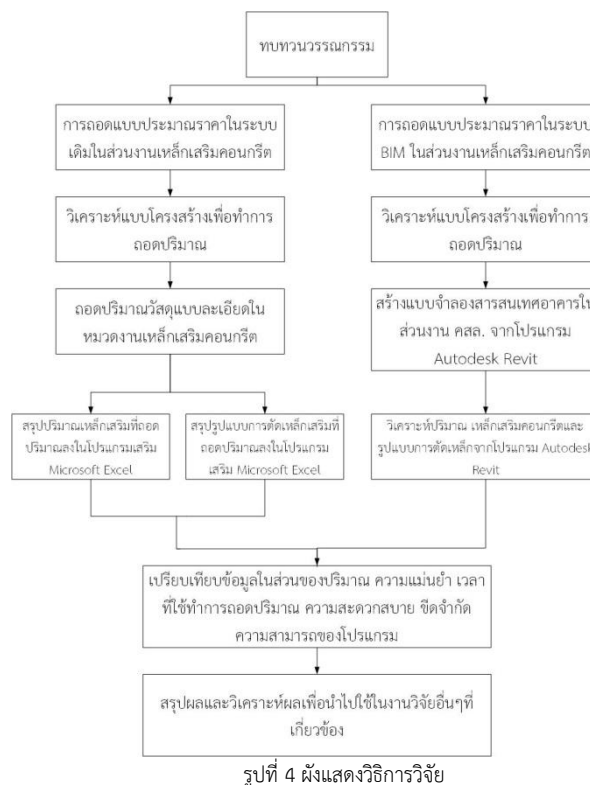 ทบทวนวรรณกรรม
การถอดแบบประมาณราคาในระบบ
เดิมในส่วนงานเหล็กเสริมคอนกรีต
การถอดแบบประมาณราคาในระบบ
BIM ในส่วนงานเหล็กเสริมคอนกรีต
วิเคราะห์แบบโครงสร้างเพื่อทำการ
ถอดปริมาณ
วิเคราะห์แบบโครงสร้างเพื่อทำการ
ถอดปริมาณ
ถอดปริมาณวัสดุแบบละเอียดใน
หมวดงานเหล็กเสริมคอนกรีต
สร้างแบบจำลองสารสนเทศอาคารใน
ส่วนงาน คสล. จากโปรแกรม
Autodesk Revit
สรุปปริมาณเหล็กเสริมที่ถอด
ปริมาณลงในโปรแกรมเสริม
Microsoft Excel
สรุปรูปแบบการตัดเหล็กเสริมที่
ถอดปริมาณลงในโปรแกรม
เสริม Microsoft Excel
วิเคราะห์ปริมาณ เหล็กเสริมคอนกรีตและ
รูปแบบการตัดเหล็กจากโปรแกรม Autodesk
Revit
เปรียบเทียบข้อมูลในส่วนของปริมาณ ความแม่นยำ เวลา
ที่ใช้ทำการถอดปริมาณ ความสะดวกสบาย ขีดจำกัด
ความสามารถของโปรแกรม
สรุปผลและวิเคราะห์ผลเพื่อนำไปใช้ในงานวิจัยอื่นๆที่
เกี่ยวข้อง
รูปที่ 4 ผังแสดงวิธีการวิจัย